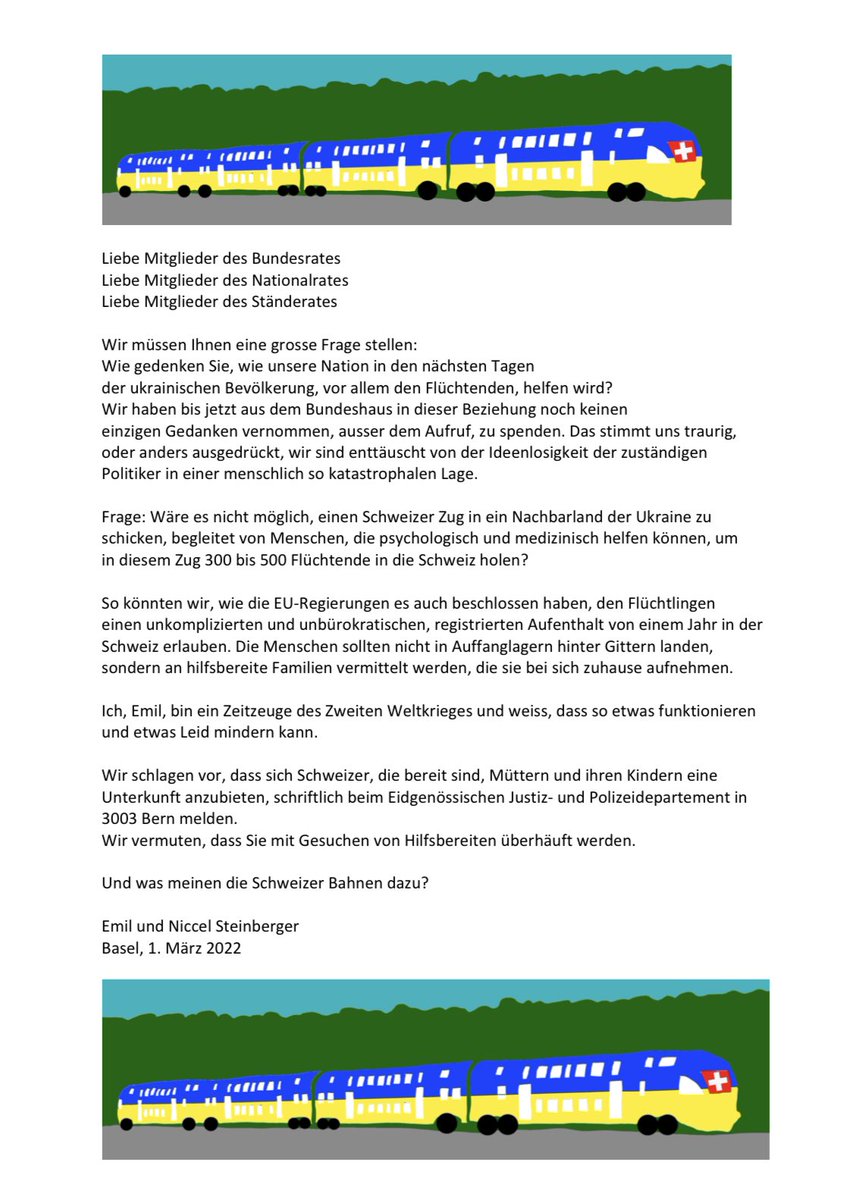 Liebe Mitglieder des Bundesrates
Liebe Mitglieder des Nationalrates
Liebe Mitglieder des Ständerates
Wir müssen Ihnen eine grosse Frage stellen:
Wie gedenken Sie, wie unsere Nation in den nächsten Tagen
der ukrainischen Bevölkerung, vor allem den Flüchtenden, helfen wird?
Wir haben bis jetzt aus dem Bundeshaus in dieser Beziehung noch keinen
einzigen Gedanken vernommen, ausser dem Aufruf, zu spenden. Das stimmt uns traurig,
oder anders ausgedrückt, wir sind enttäuscht von der Ideenlosigkeit der zuständigen
Politiker in einer menschlich so katastrophalen Lage.
Frage: Wäre es nicht möglich, einen Schweizer Zug in ein Nachbarland der Ukraine zu
schicken, begleitet von Menschen, die psychologisch und medizinisch helfen können, um
in diesem Zug 300 bis 500 Flüchtende in die Schweiz holen?
So könnten wir, wie die EU-Regierungen es auch beschlossen haben, den Flüchtlingen
einen unkomplizierten und unbürokratischen, registrierten Aufenthalt von einem Jahr in der
Schweiz erlauben. Die Menschen sollten nicht in Auffanglagern hinter Gittern landen,
sondern an hilfsbereite Familien vermittelt werden, die sie bei sich zuhause aufnehmen.
Ich, Emil, bin ein Zeitzeuge des Zweiten Weltkrieges und weiss, dass so etwas funktionieren
und etwas Leid mindern kann.
Wir schlagen vor, dass sich Schweizer, die bereit sind, Müttern und ihren Kindern eine
Unterkunft anzubieten, schriftlich beim Eidgenössischen Justiz- und Polizeidepartement in
3003 Bern melden.
Wir vermuten, dass Sie mit Gesuchen von Hilfsbereiten überhäuft werden.
Und was meinen die Schweizer Bahnen dazu?
Emil und Niccel Steinberger
Basel, 1. März 2022